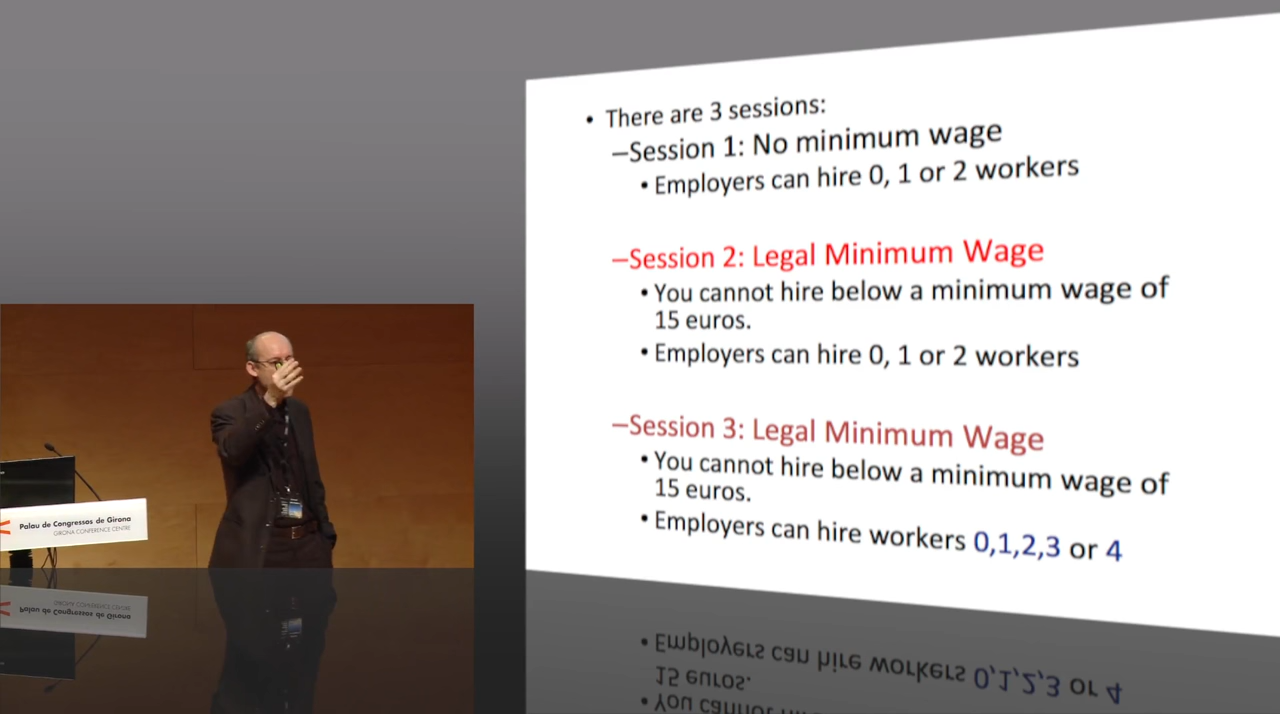 • There are 3 sessions:
–Session 1: No minimum wage
• Employers can hire 0, 1 or 2 workers
–Session 2: Legal Minimum Wage
• You cannot hire below a minimum wage of
15 euros.
• Employers can hire 0, 1 or 2 workers
–Session 3: Legal Minimum Wage
• You cannot hire below a minimum wage of
15 euros.
• Employers can hire workers 0,1,2,3 or 4
Palau de Congressos de Girona
GIRONA CONFERENCE CENTRE